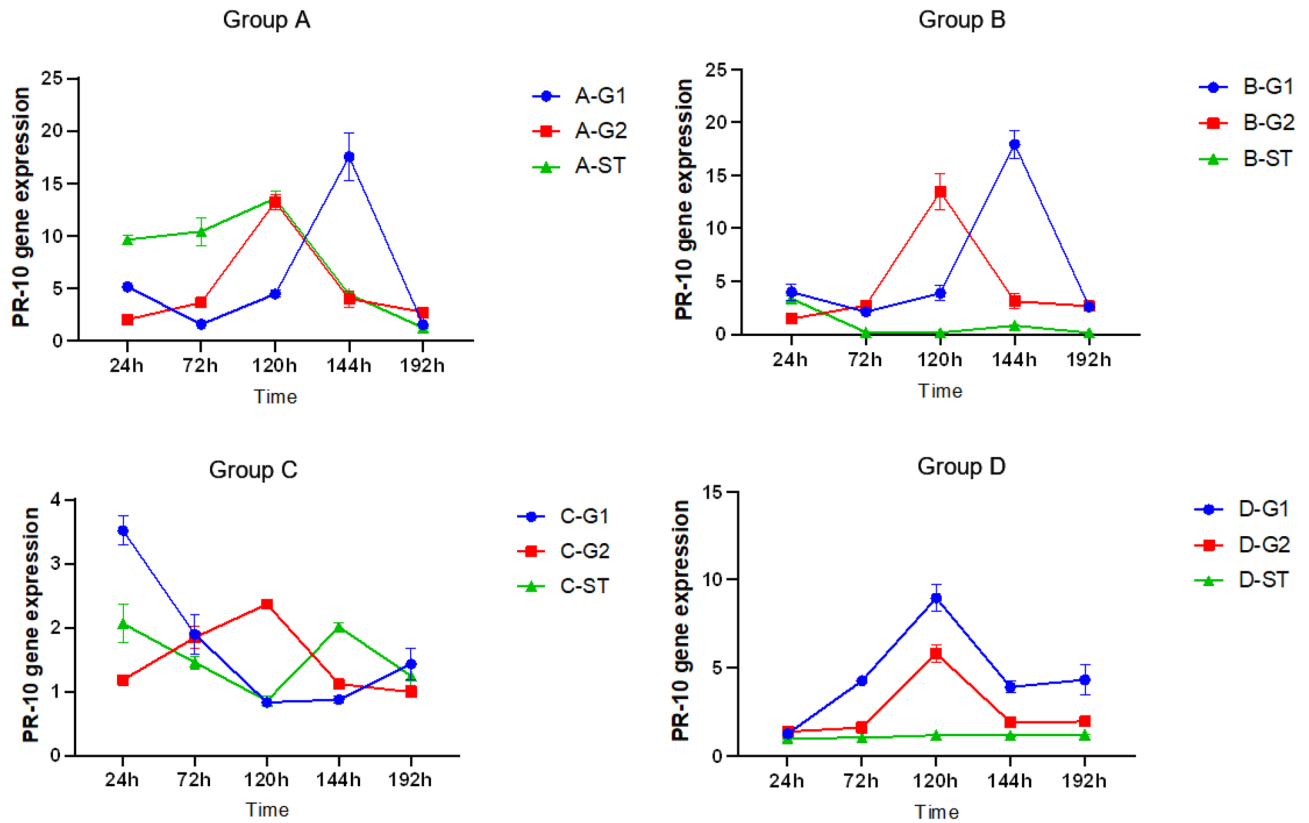 Group A
PR-10 gene expression
25
20
15
10
5
0
24h 72h 120h 144h 192h
Time
A-G1
A-G2
A-ST
Group B
PR-10 gene expression
25
20
15
10
5
0
24h 72h 120h 144h 192h
Time
B-G1
B-G2
B-ST
Group C
PR-10 gene expression
4
3
2
1
0
24h 72h 120h 144h 192h
Time
C-G1
C-G2
C-ST
Group D
PR-10 gene expression
15
10
5
0
24h 72h 120h 144h 192h
Time
D-G1
D-G2
D-ST